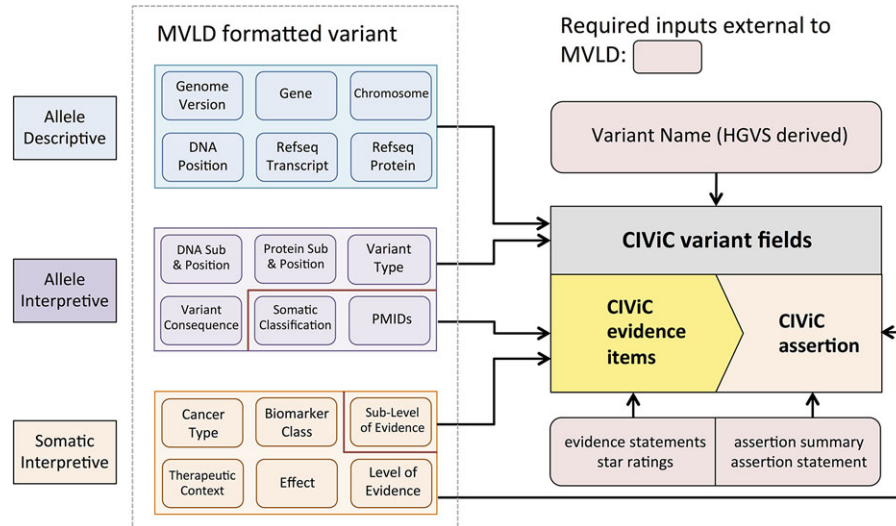 MVLD formatted variant
Required inputs external to
MVLD:
Allele
Descriptive
Genome
Version
Gene
Chromosome
DNA
Position
Refseq
Transcript
Refseq
Protein
Variant Name (HGVS derived)
CIViC variant fields
Allele
Interpretive
DNA Sub
& Position
Protein Sub
& Position
Variant
Type
Variant
Consequence
Somatic
Classification
PMIDs
CIViC
evidence
items
CIViC
assertion
Somatic
Interpretive
Cancer
Type
Biomarker
Class
Sub-Level
of Evidence
Therapeutic
Context
Effect
Level of
Evidence
evidence statements
star ratings
assertion summary
assertion statement